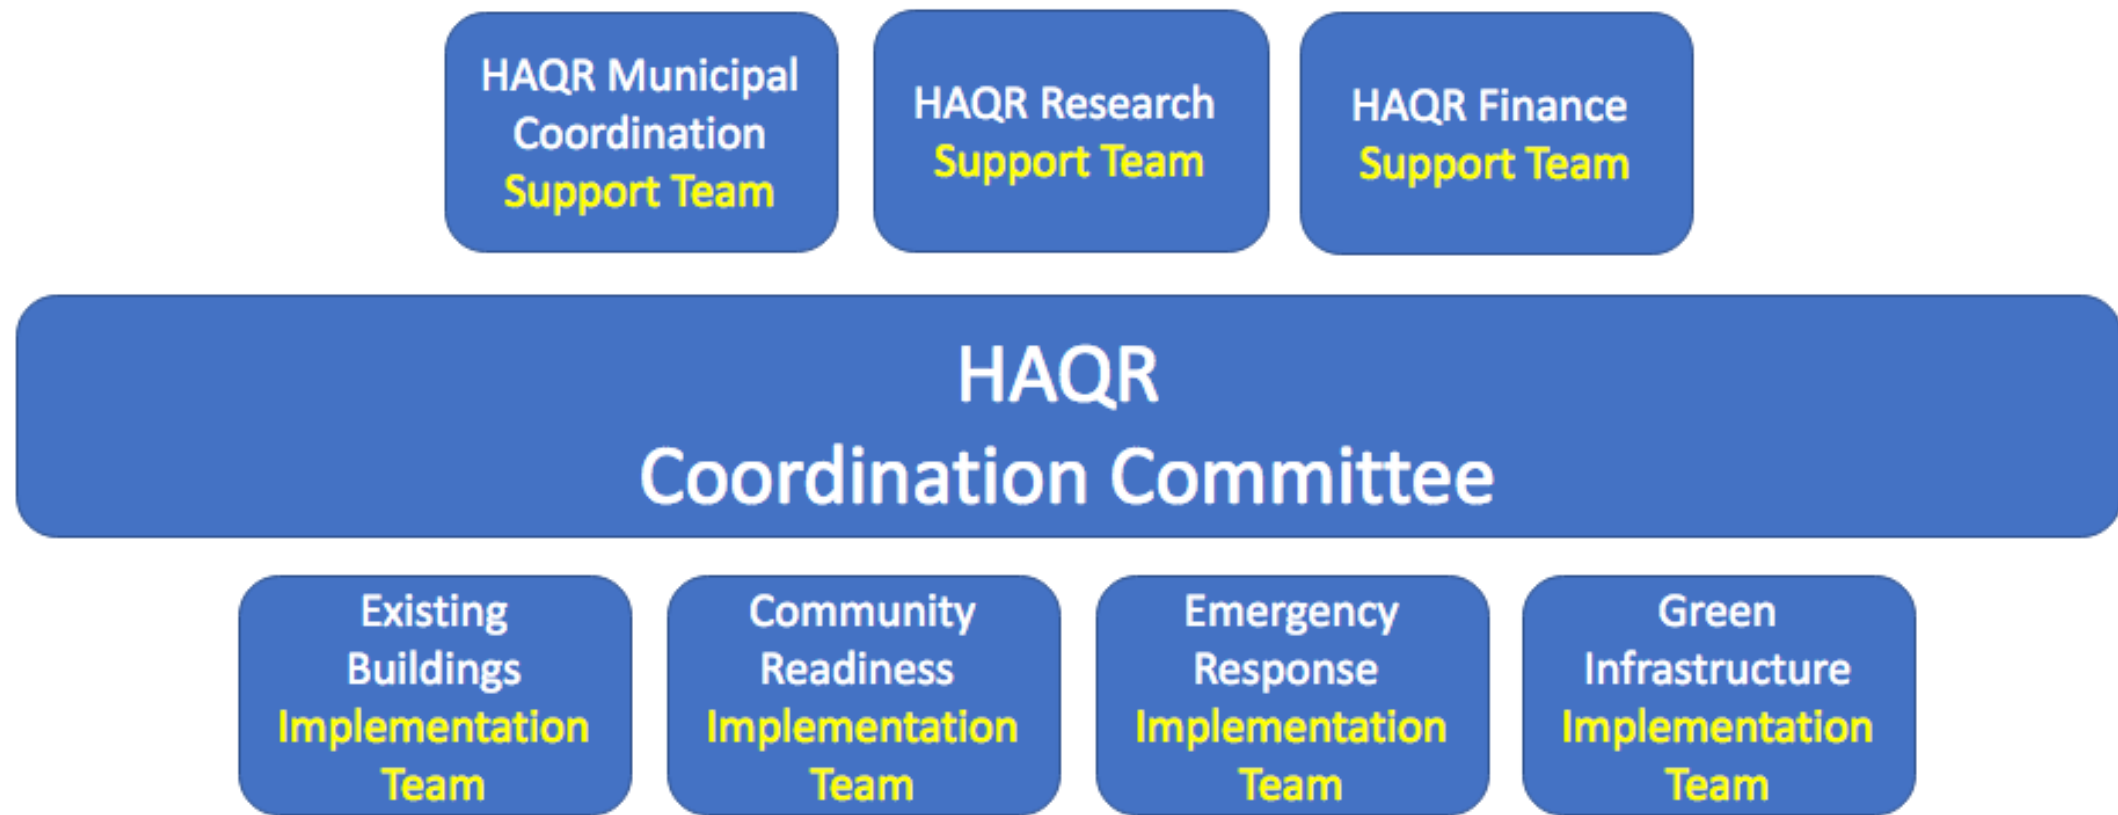 HAQR Municipal
Coordination
Support Team
HAQR Research
Support Team
HAQR Finance
Support Team
HAQR
Coordination Committee
Existing
Buildings
Implementation
Team
Community
Readiness
Implementation
Team
Emergency
Response
Implementation
Team
Green
Infrastructure
Implementation
Team